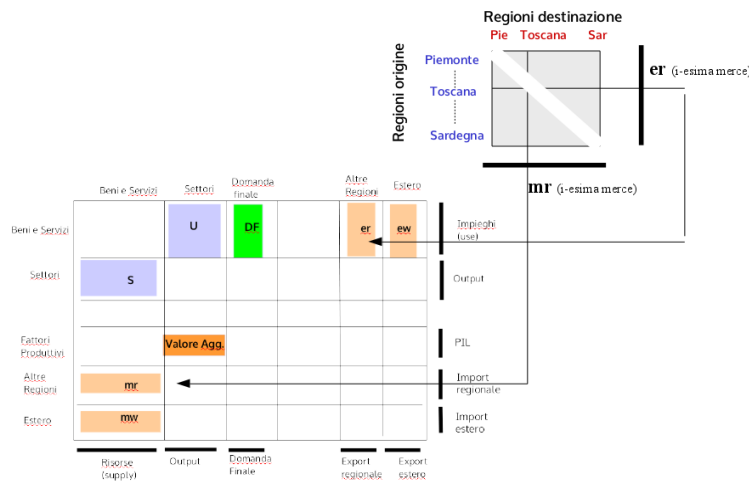 Regioni destinazione
Pie Toscana Sar
Regioni origine
Piemonte
Toscana
Sardegna
er (i-esima merce)
mr (i-esima merce)
Beni e Servizi
Settori
Domanda
finale
Altre
Regioni
Estero
Beni e Servizi
U
DF
er
ew
Impieghi
(use)
Settori
S
Output
Fattori
Produttivi
Valore Agg.
PIL
Altre
Regioni
mr
Import
regionale
Estero
mw
Import
estero
Risorse
(supply)
Output
Domanda
Finale
Export
regionale
Export
estero